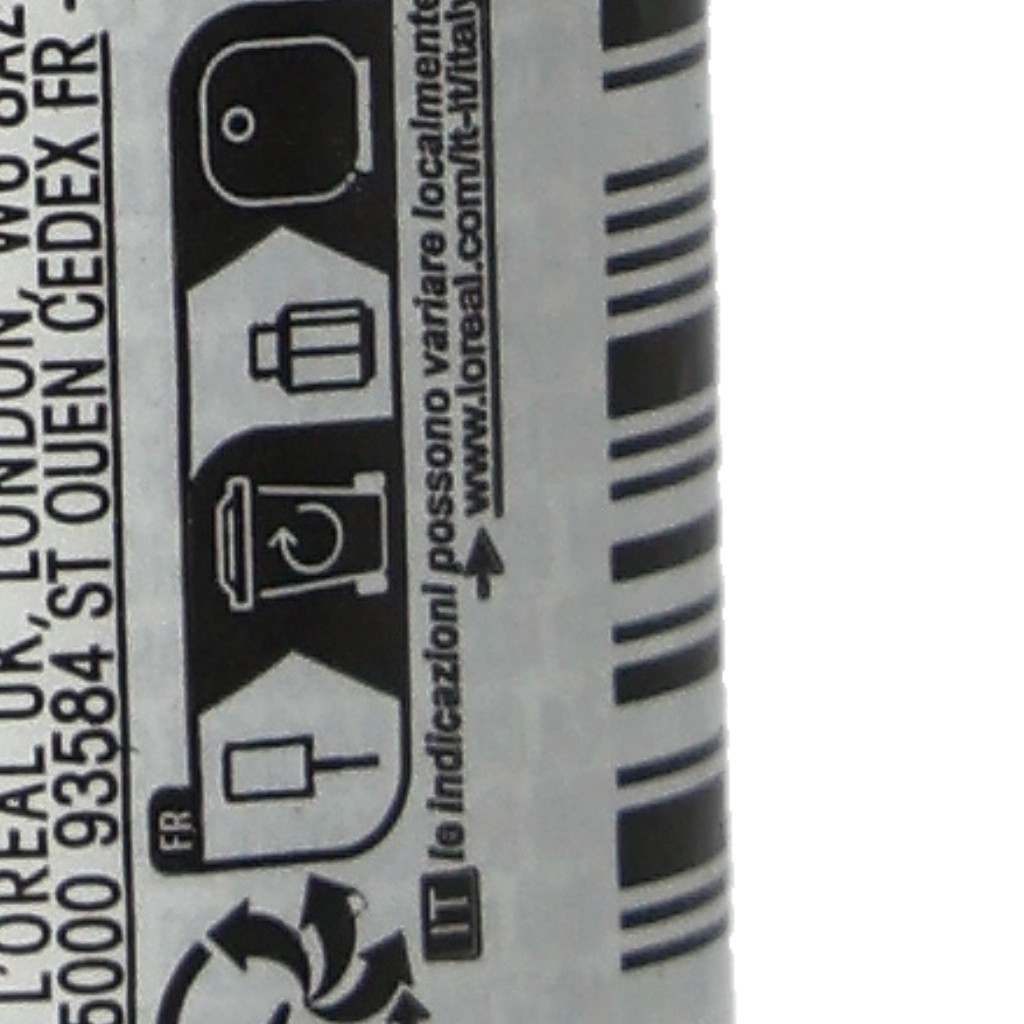 L'OREAL UK, LONDON, W6 8AZ
5000 93584 ST OUEN CEDEX FR -
FR
IT le indicazioni possono variare localmente
www.loreal.com/it-it/italy